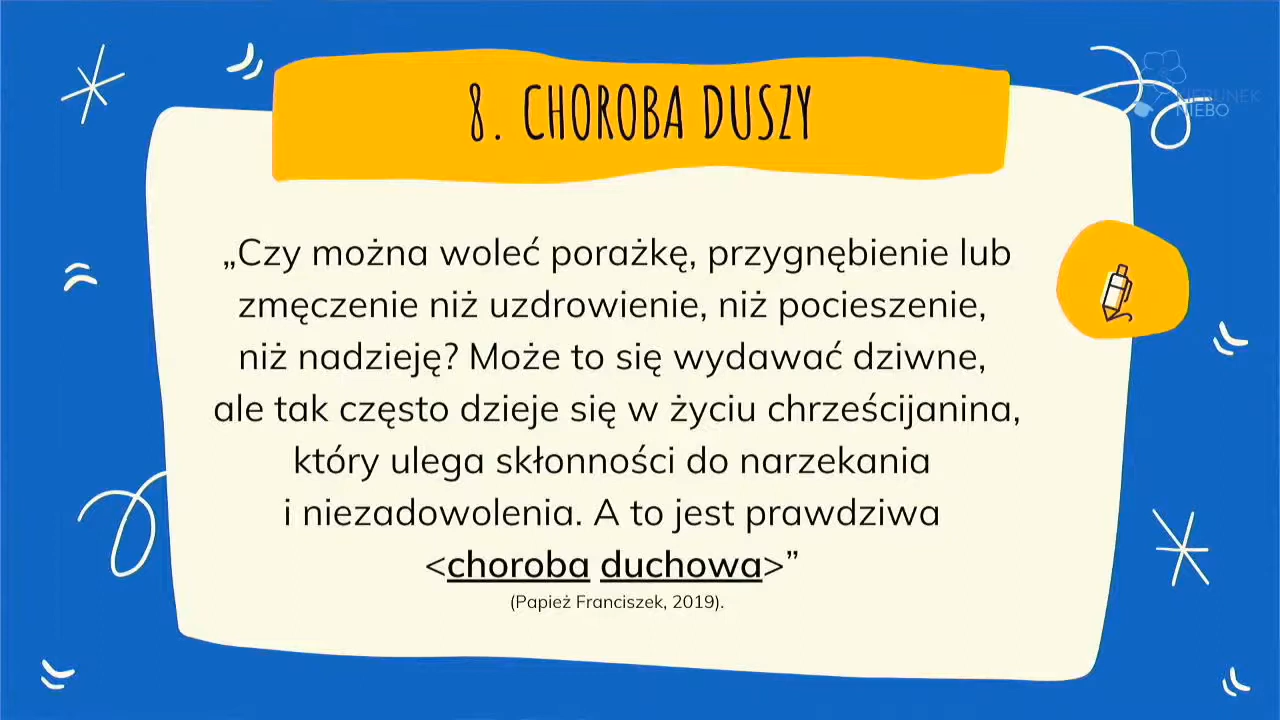 8. CHOROBA DUSZY
KIERUNEK
NIEBO
„Czy można woleć porażkę, przygnębienie lub
zmęczenie niż uzdrowienie, niż pocieszenie,
niż nadzieję? Może to się wydawać dziwne,
ale tak często dzieje się w życiu chrześcijanina,
który ulega skłonności do narzekania
i niezadowolenia. A to jest prawdziwa
<choroba duchowa>”
(Papież Franciszek, 2019).